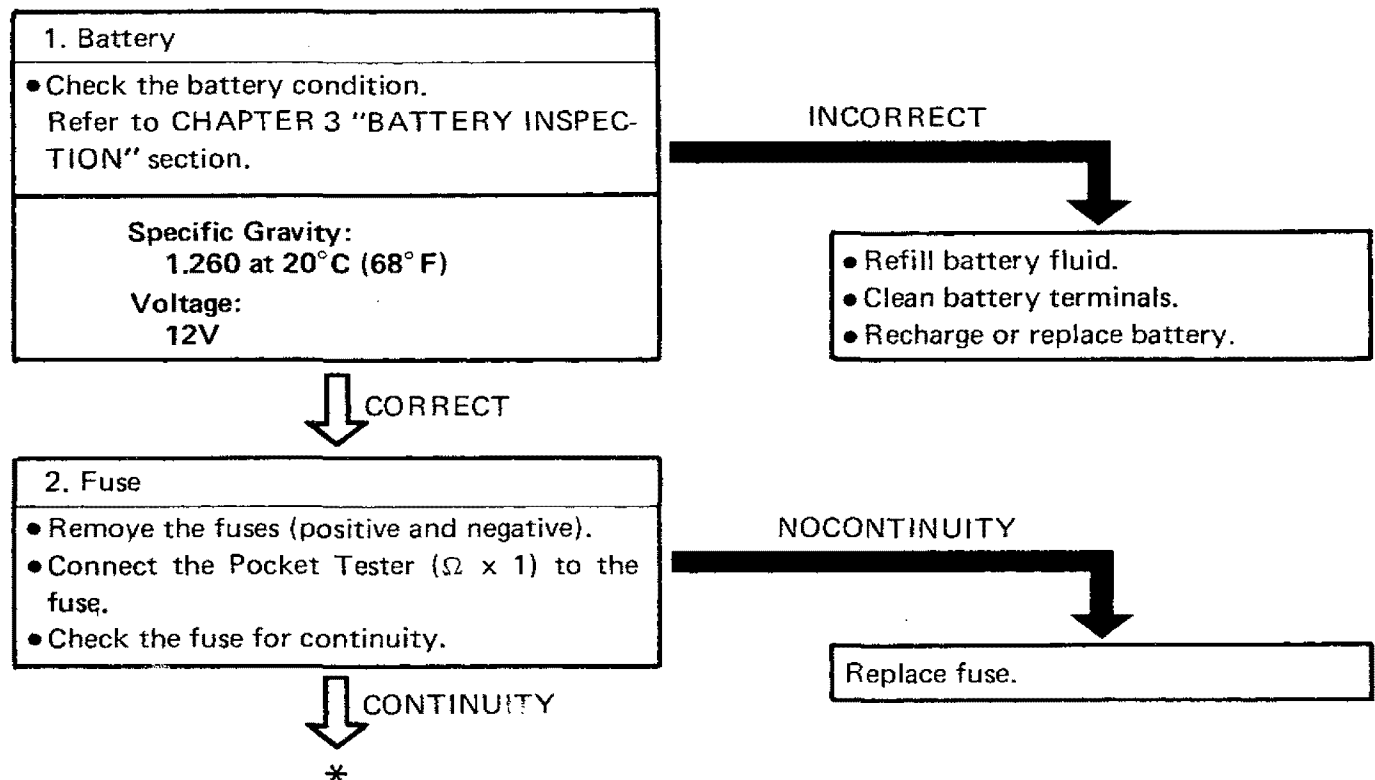 1. Battery
• Check the battery condition.
Refer to CHAPTER 3 "BATTERY INSPEC-
TION" section.
Specific Gravity:
1.260 at 20°C (68°F)
Voltage:
12V
INCORRECT
• Refill battery fluid.
• Clean battery terminals.
• Recharge or replace battery.
CORRECT
2. Fuse
• Remove the fuses (positive and negative).
• Connect the Pocket Tester (Ω x 1) to the
fuse.
• Check the fuse for continuity.
NOCONTINUITY
Replace fuse.
CONTINUITY
*